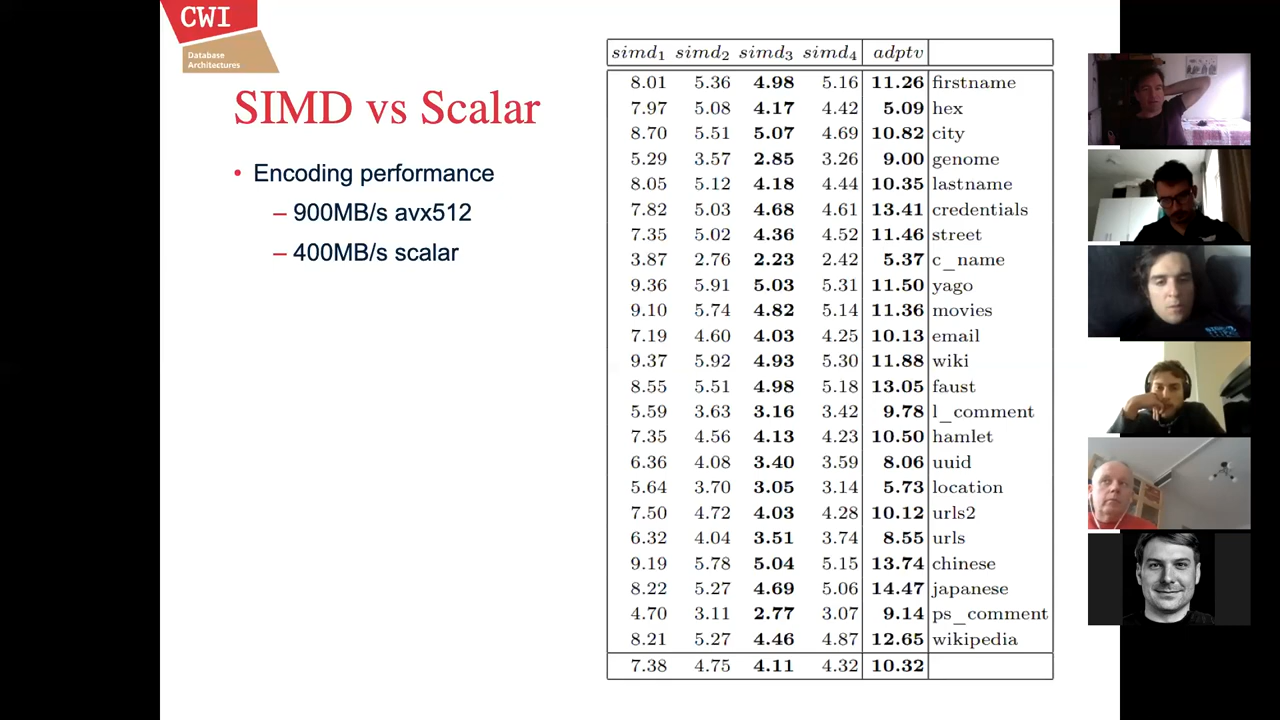 CWI
Database
Architectures
SIMD vs Scalar
• Encoding performance
– 900MB/s avx512
– 400MB/s scalar
simd1 simd2 simd3 simd4 adptv
8.01 5.36 4.98 5.16 11.26 firstname
7.97 5.08 4.17 4.42 5.09 hex
8.70 5.51 5.07 4.69 10.82 city
5.29 3.57 2.85 3.26 9.00 genome
8.05 5.12 4.18 4.44 10.35 lastname
7.82 5.03 4.68 4.61 13.41 credentials
7.35 5.02 4.36 4.52 11.46 street
3.87 2.76 2.23 2.42 5.37 c_name
9.36 5.91 5.03 5.31 11.50 yago
9.10 5.74 4.82 5.14 11.36 movies
7.19 4.60 4.03 4.25 10.13 email
9.37 5.92 4.93 5.30 11.88 wiki
8.55 5.51 4.98 5.18 13.05 faust
5.59 3.63 3.16 3.42 9.78 l_comment
7.35 4.56 4.13 4.23 10.50 hamlet
6.36 4.08 3.40 3.59 8.06 uuid
5.64 3.70 3.05 3.14 5.73 location
7.50 4.72 4.03 4.28 10.12 urls2
6.32 4.04 3.51 3.74 8.55 urls
9.19 5.78 5.04 5.15 13.74 chinese
8.22 5.27 4.69 5.06 14.47 japanese
4.70 3.11 2.77 3.07 9.14 ps_comment
8.21 5.27 4.46 4.87 12.65 wikipedia
7.38 4.75 4.11 4.32 10.32